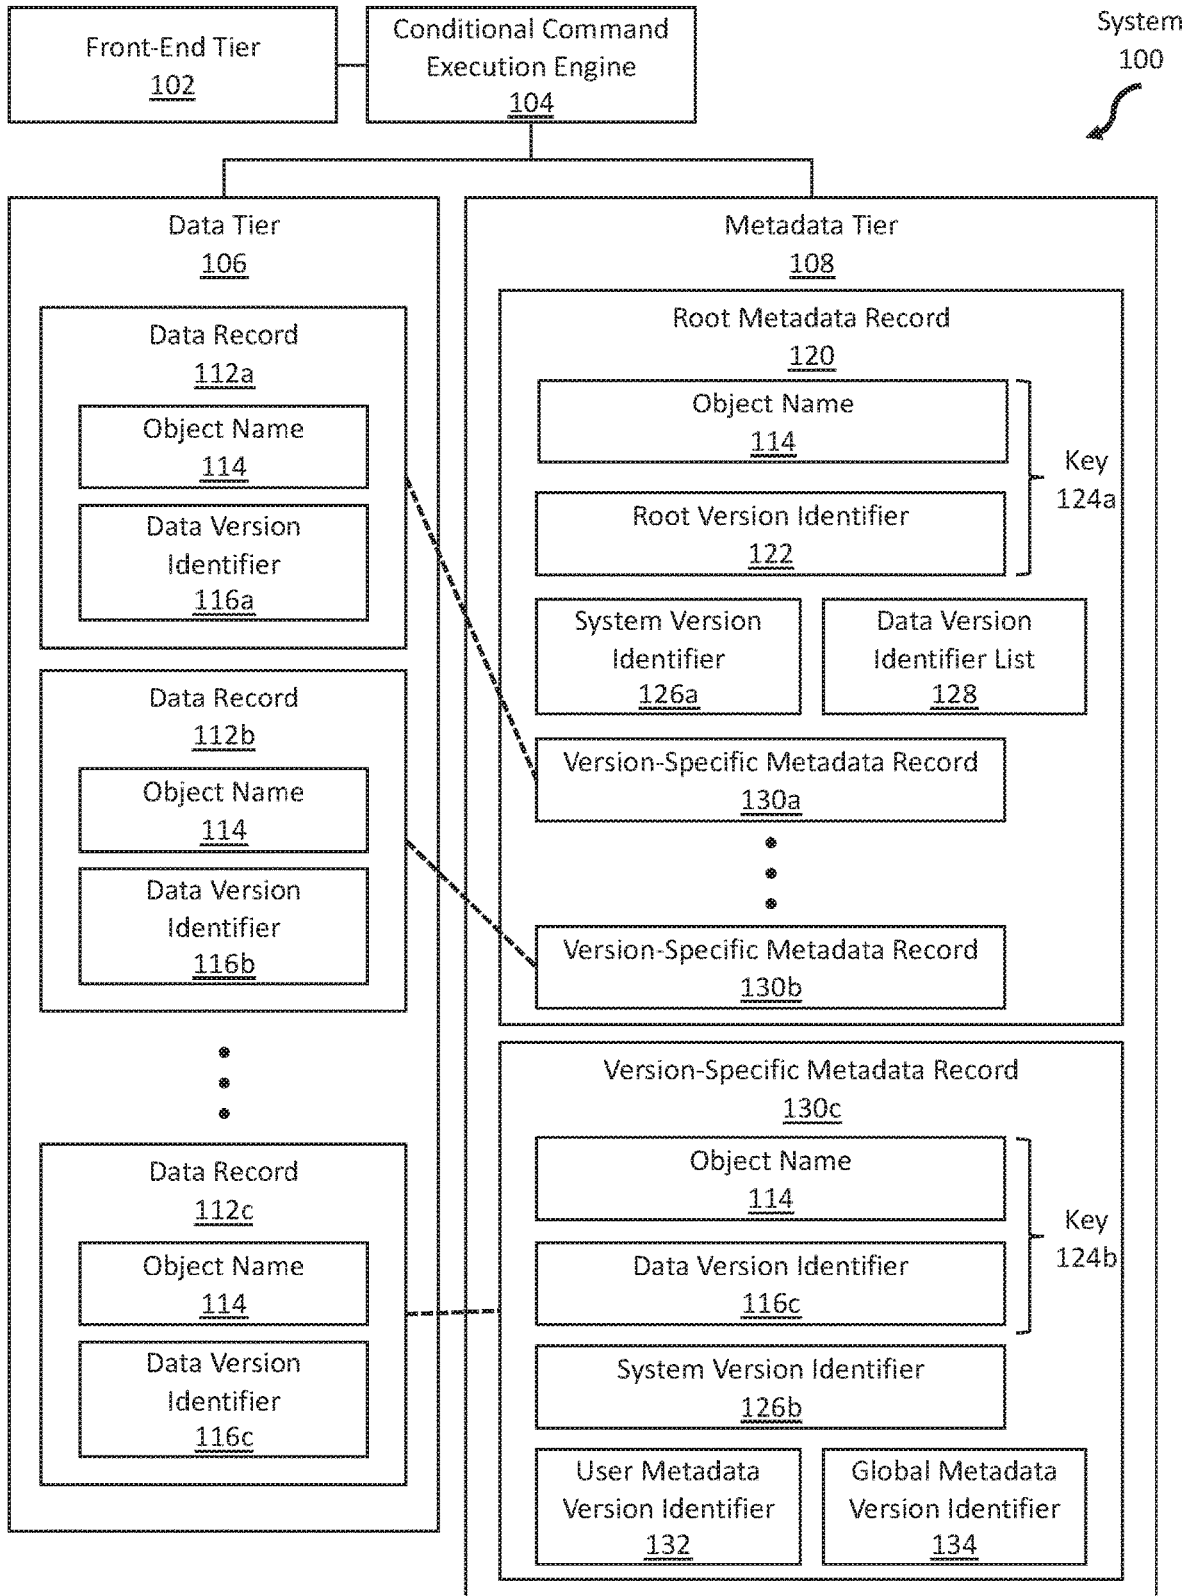 Front-End Tier
102
Conditional Command
Execution Engine
104
System
100
Data Tier
106
Data Record
112a
Object Name
114
Data Version
Identifier
116a
Data Record
112b
Object Name
114
Data Version
Identifier
116b
Data Record
112c
Object Name
114
Data Version
Identifier
116c
Metadata Tier
108
Root Metadata Record
120
Object Name
114
Root Version Identifier
122
Key
124a
System Version
Identifier
126a
Data Version
Identifier List
128
Version-Specific Metadata Record
130a
Version-Specific Metadata Record
130b
Version-Specific Metadata Record
130c
Object Name
114
Data Version Identifier
116c
Key
124b
System Version Identifier
126b
User Metadata
Version Identifier
132
Global Metadata
Version Identifier
134